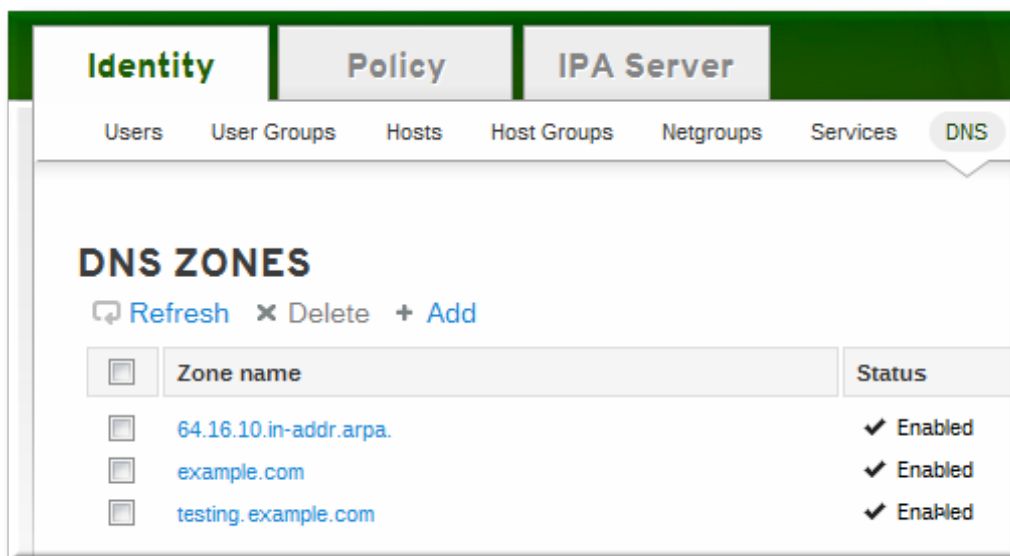 Identity Policy IPA Server
Users User Groups Hosts Host Groups Netgroups Services DNS
DNS ZONES
Refresh Delete + Add
Zone name Status
64.16.10.in-addr.arpa. Enabled
example.com Enabled
testing.example.com Enabled